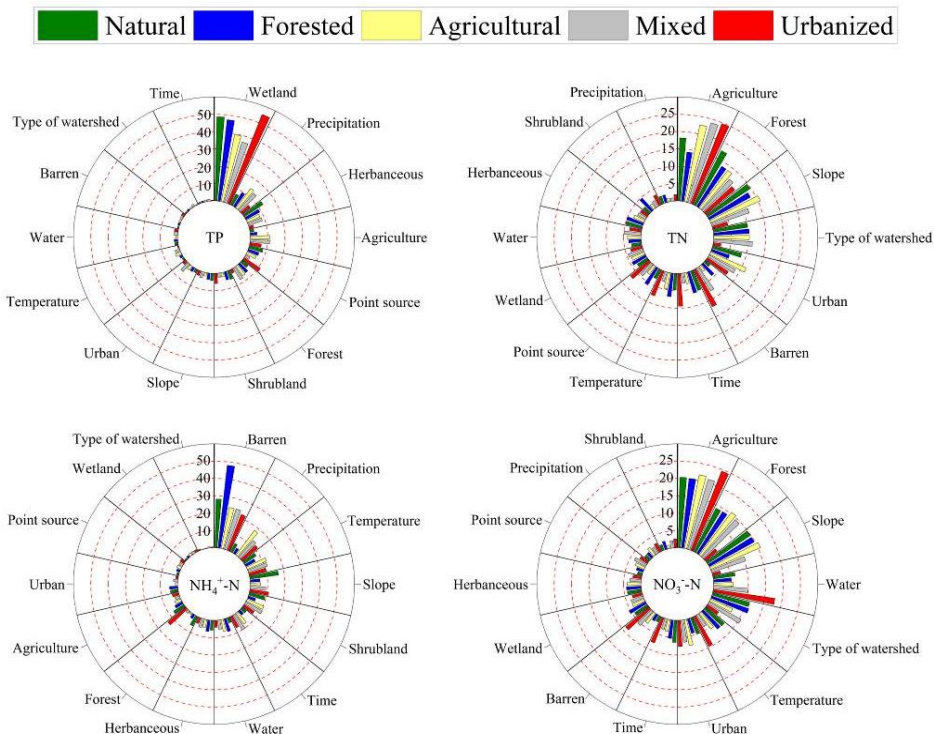 Natural Forested Agricultural Mixed Urbanized
TP
50
40
30
20
10
Wetland
Precipitation
Herbanceous
Agriculture
Point source
Forest
Shrubland
Slope
Urban
Temperature
Water
Barren
Type of watershed
Time
TN
25
20
15
10
5
Agriculture
Forest
Slope
Type of watershed
Urban
Barren
Time
Temperature
Point source
Wetland
Water
Herbanceous
Shrubland
Precipitation
NH₄⁺-N
50
40
30
20
10
Barren
Precipitation
Temperature
Slope
Shrubland
Time
Water
Herbanceous
Forest
Agriculture
Urban
Point source
Wetland
Type of watershed
NO₃⁻-N
25
20
15
10
5
Agriculture
Forest
Slope
Water
Type of watershed
Temperature
Urban
Time
Barren
Wetland
Herbanceous
Point source
Precipitation
Shrubland